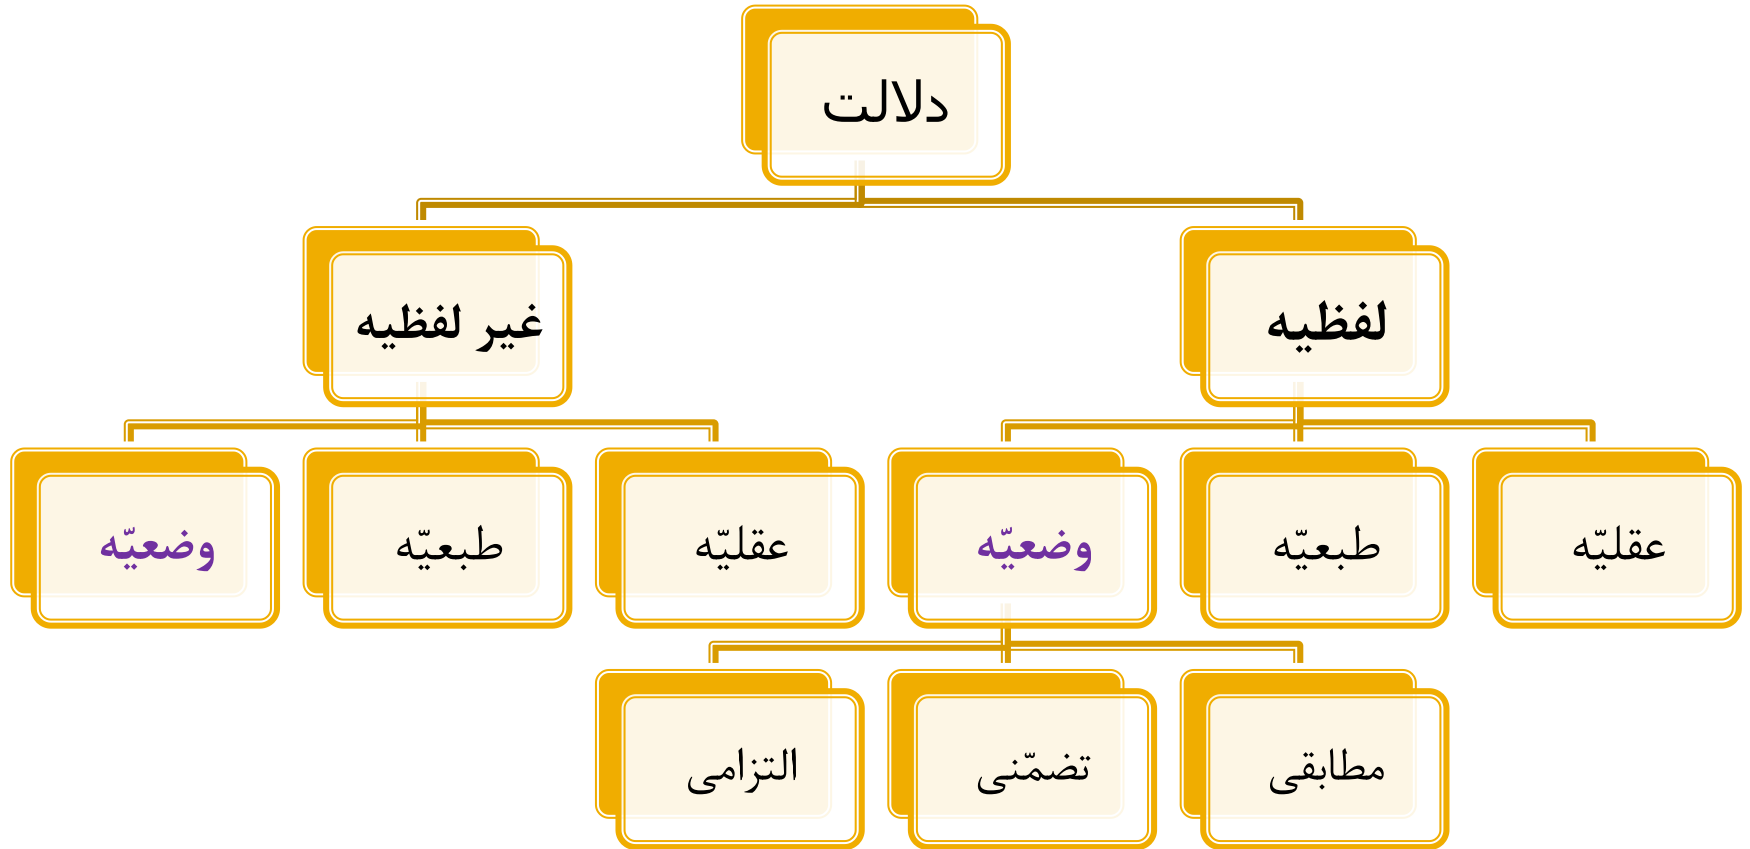 دلالت
لفظیه
غیر لفظیه
عقلیّه
طبعیّه
وضعیّه
عقلیّه
طبعیّه
وضعیّه
مطابقی
تضمّنی
التزامی